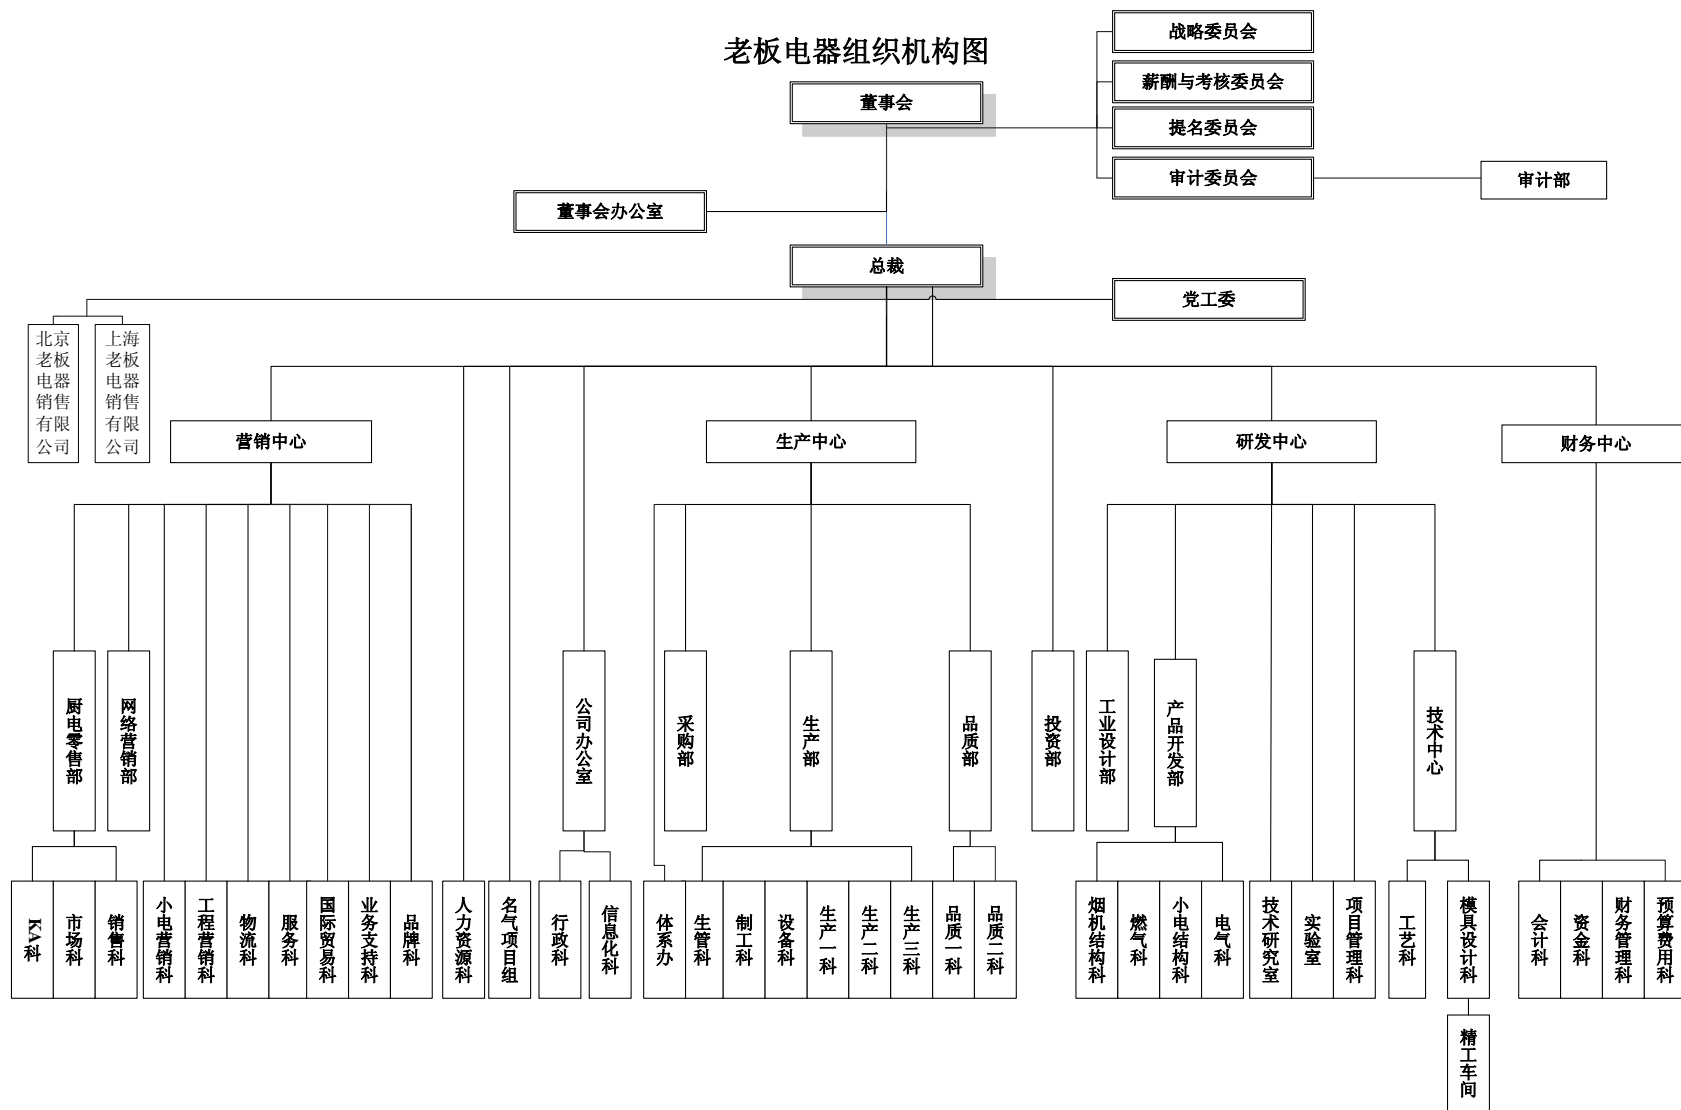 老板电器组织机构图
战略委员会
薪酬与考核委员会
董事会
提名委员会
审计委员会
审计部
董事会办公室
总裁
党工委
北京
老板
电器
销售
有限
公司
上海
老板
电器
销售
有限
公司
营销中心
生产中心
研发中心
财务中心
厨电零售部
网络营销部
公司办公室
采购部
生产部
品质部
投资部
工业设计部
产品开发部
技术中心
KA科
市场科
销售科
小电营销科
工程营销科
物流科
服务科
国际贸易科
业务支持科
品牌科
人力资源科
名气项目组
行政科
信息化科
体系办
生管科
制工科
设备科
生产一科
生产二科
生产三科
品质一科
品质二科
烟机结构科
燃气科
小电结构科
电气科
技术研究室
实验室
项目管理科
工艺科
模具设计科
会计科
资金科
财务管理科
预算费用科
精工车间